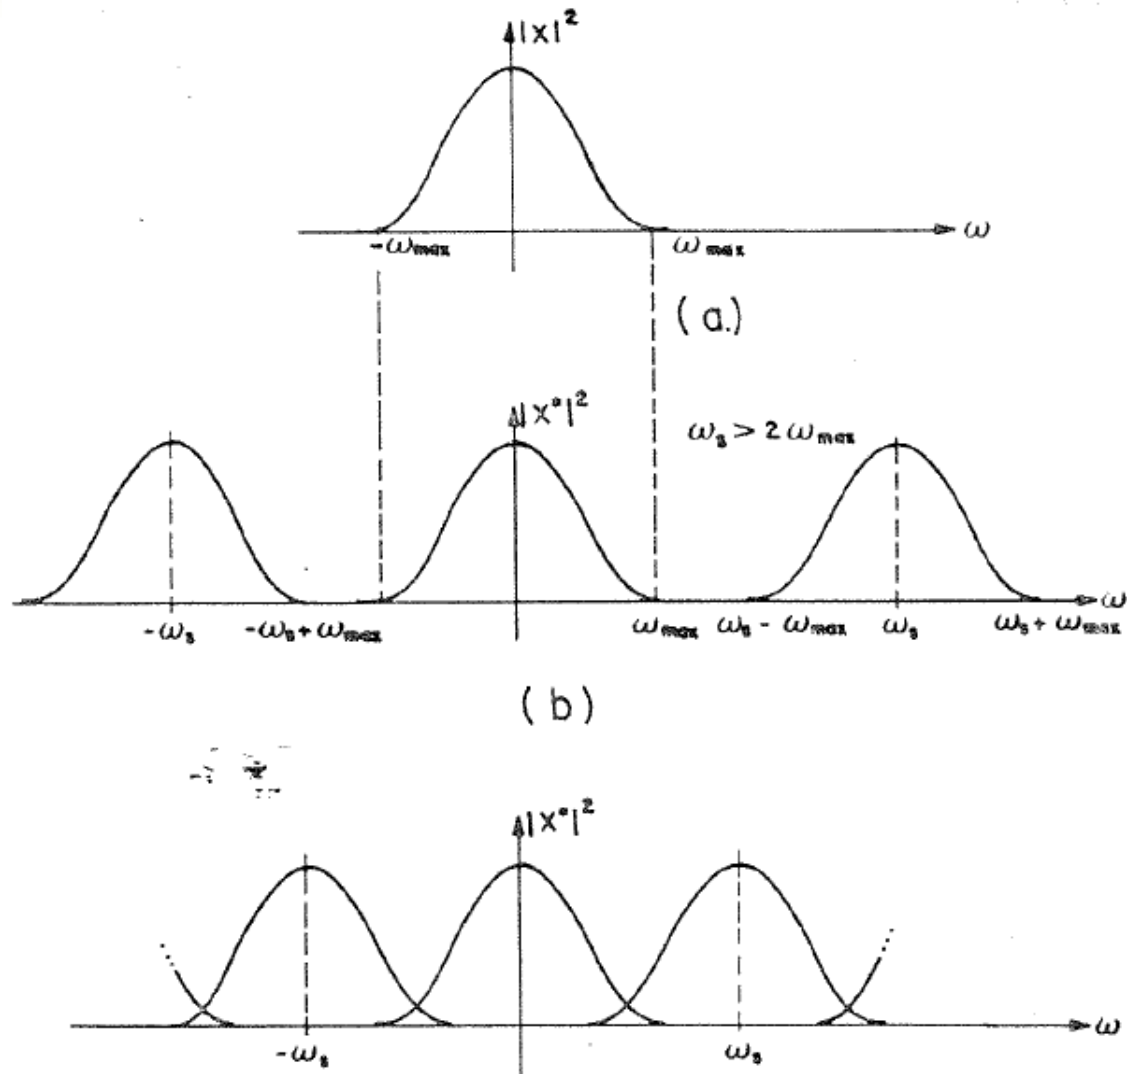 |X|²
-ωmax ωmax ω
(a.)
|X*|²
ωs > 2 ωmax
-ωs -ωs + ωmax ωmax ωs - ωmax ωs ωs + ωmax ω
(b)
|X*|²
-ωs ωs ω